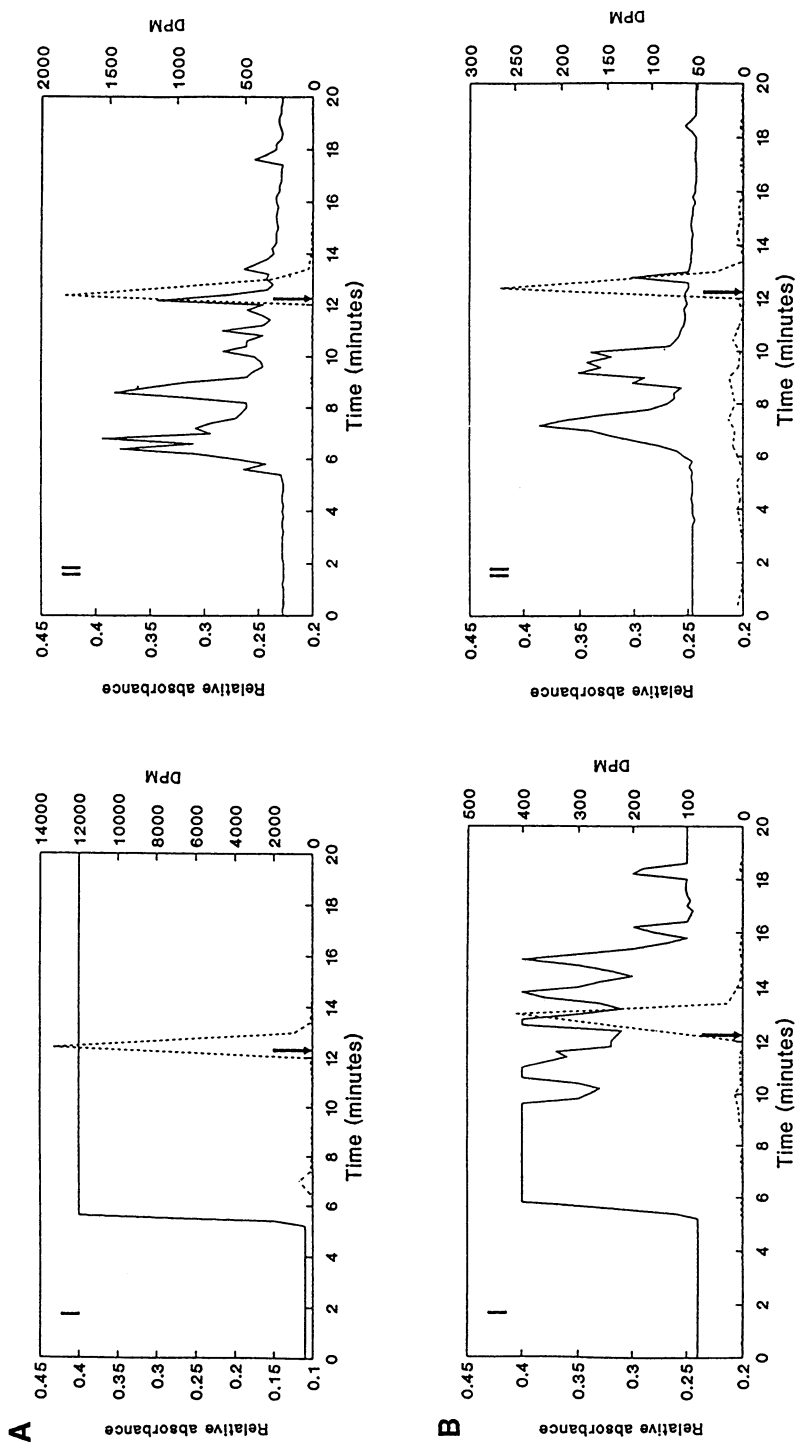 A
I
Relative absorbance
0.45
0.4
0.35
0.3
0.25
0.2
0.15
0.1
0 2 4 6 8 10 12 14 16 18 20
Time (minutes)
DPM
14000
12000
10000
8000
6000
4000
2000
0
II
Relative absorbance
0.45
0.4
0.35
0.3
0.25
0.2
0 2 4 6 8 10 12 14 16 18 20
Time (minutes)
DPM
2000
1500
1000
500
0
B
I
Relative absorbance
0.45
0.4
0.35
0.3
0.25
0.2
0 2 4 6 8 10 12 14 16 18 20
Time (minutes)
DPM
500
400
300
200
100
0
II
Relative absorbance
0.45
0.4
0.35
0.3
0.25
0.2
0 2 4 6 8 10 12 14 16 18 20
Time (minutes)
DPM
300
250
200
150
100
50
0